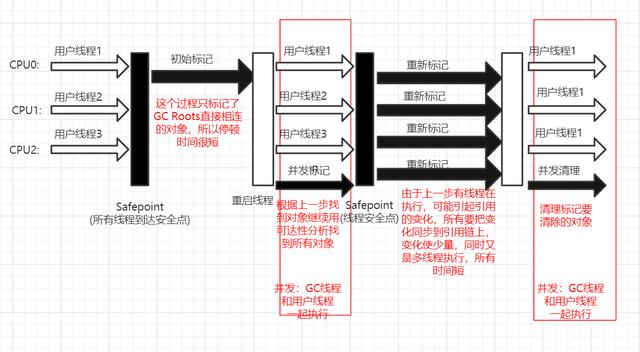 用户线程1
初始标记
用户线程1
重新标记
用户线程1
CPU0:
这个过程只标记了
GC Roots直接相连
的对象，所以停顿
时间很短
CPU1:
用户线程2
用户线程2
重新标记
用户线程1
CPU2:
用户线程3
用户线程3
重新标记
用户线程1
并发标记
重新标记
并发清理
Safepoint
(所有线程到达安全点)
重启线程
根据上一步找
到对象继续用
可达性分析找
到所有对象
Safepoint
(线程安全点)
由于上一步有线程在
执行，可能引起引用
的变化，所有要把变
化同步到引用链上，
变化使少量，同时又
是多线程执行，所有
时间短
清理标记要
清除的对象
并发：GC线程
和用户线程
一起执行
并发：GC线程
和用户线程
一起执行